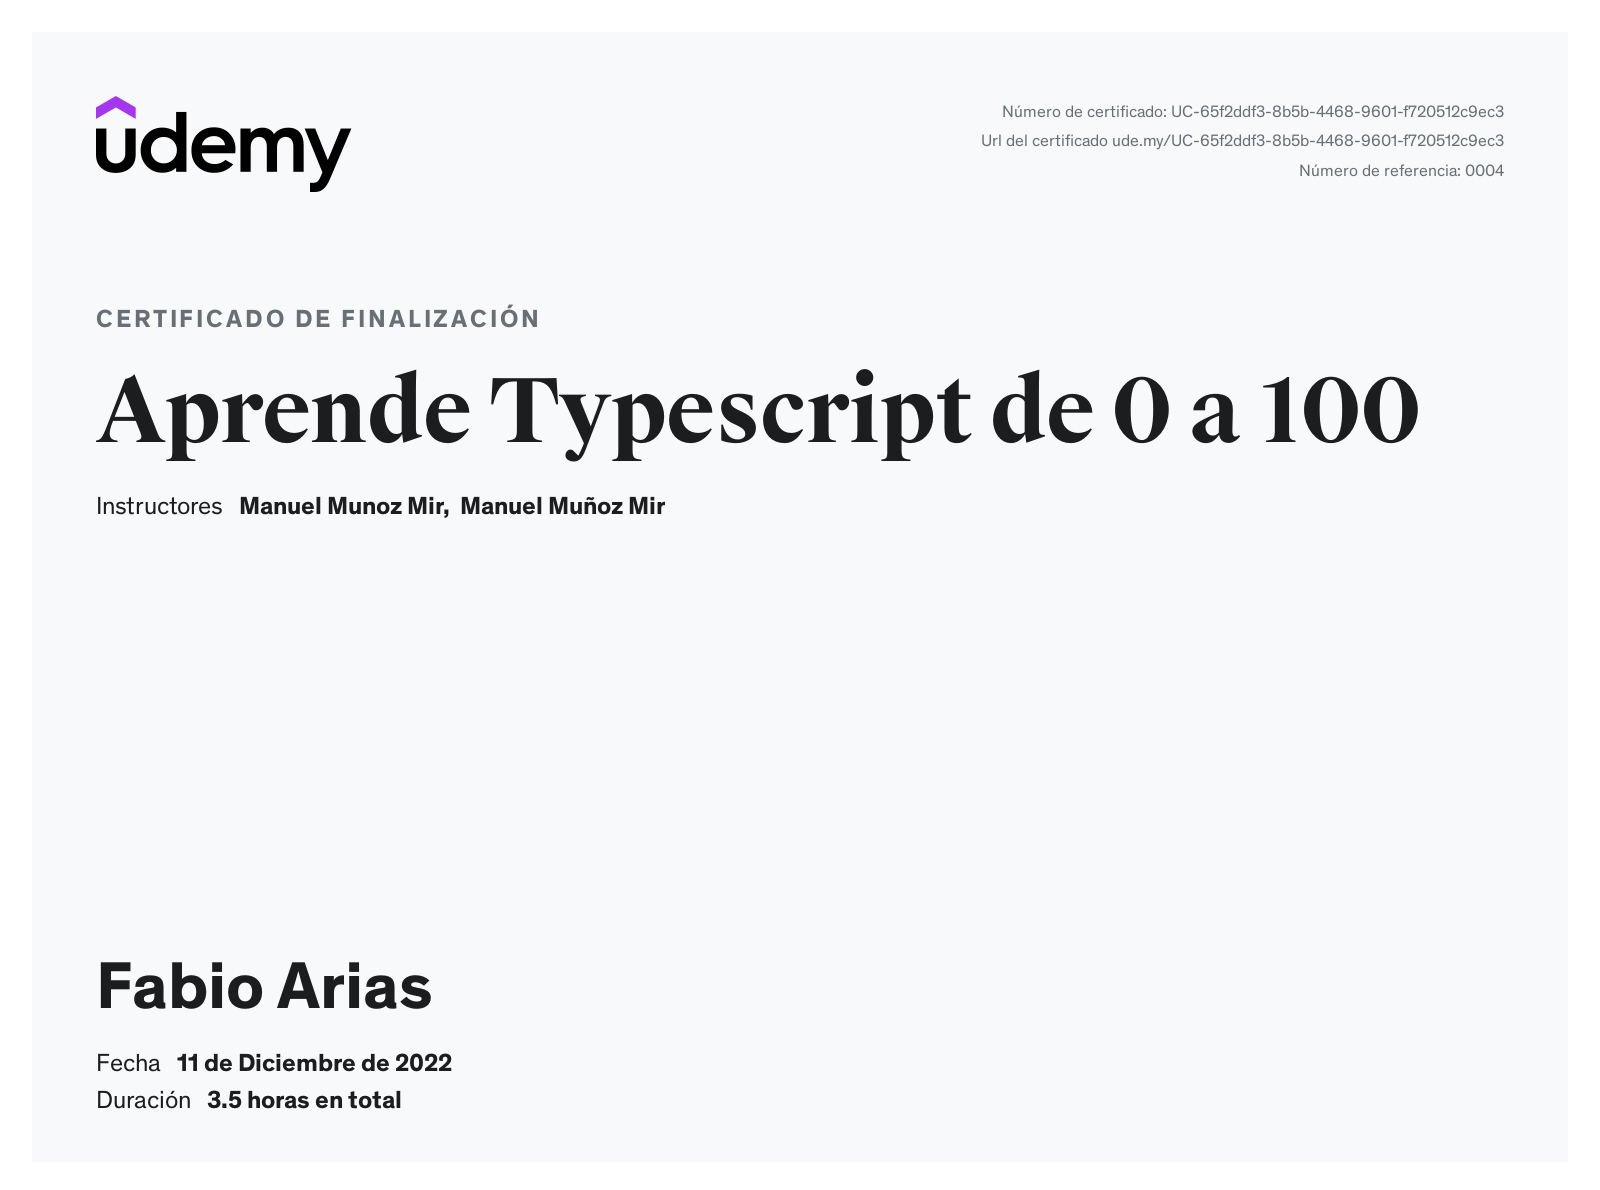 udemy
Número de certificado: UC-65f2ddf3-8b5b-4468-9601-f720512c9ec3
Url del certificado ude.my/UC-65f2ddf3-8b5b-4468-9601-f720512c9ec3
Número de referencia: 0004
CERTIFICADO DE FINALIZACIÓN
Aprende Typescript de 0 a 100
Instructores Manuel Munoz Mir, Manuel Muñoz Mir
Fabio Arias
Fecha 11 de Diciembre de 2022
Duración 3.5 horas en total